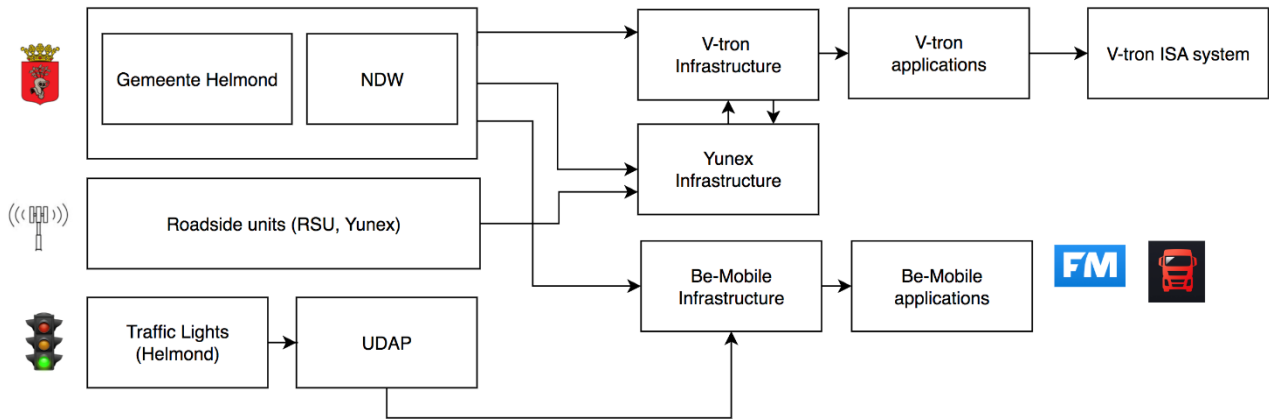 Gemeente Helmond
NDW
V-tron
Infrastructure
V-tron
applications
V-tron ISA system
Yunex
Infrastructure
Roadside units (RSU, Yunex)
Be-Mobile
Infrastructure
Be-Mobile
applications
FM
Traffic Lights
(Helmond)
UDAP